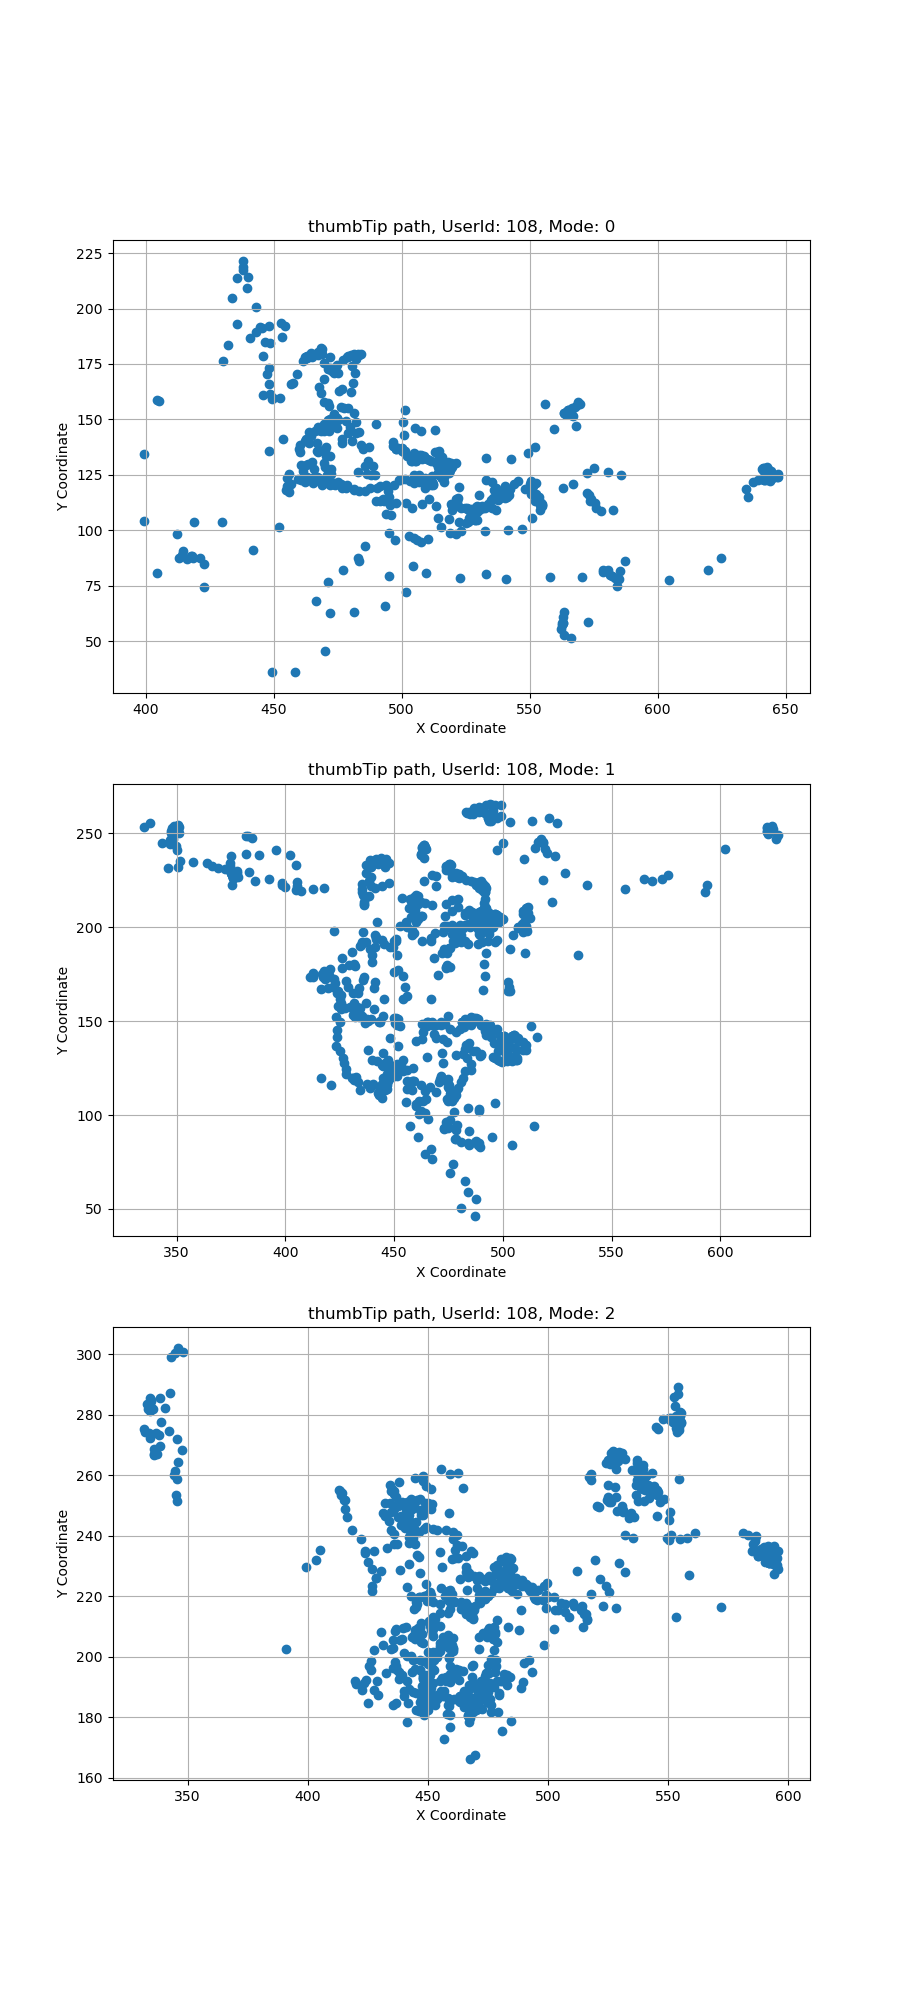 thumbTip path, UserId: 108, Mode: 0
225
200
175
150
125
100
75
50
Y Coordinate
400 450 500 550 600 650
X Coordinate
thumbTip path, UserId: 108, Mode: 1
250
200
150
100
50
Y Coordinate
350 400 450 500 550 600
X Coordinate
thumbTip path, UserId: 108, Mode: 2
300
280
260
240
220
200
180
160
Y Coordinate
350 400 450 500 550 600
X Coordinate